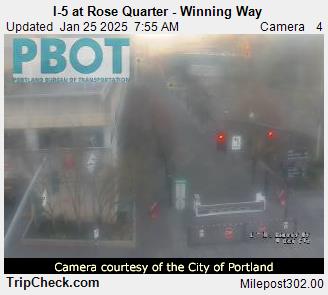 I-5 at Rose Quarter - Winning Way
Updated Jan 25 2025 7:55 AM Camera 4
PBOT
PORTLAND BUREAU OF TRANSPORTATION
Camera courtesy of the City of Portland
TripCheck.com Milepost302.00